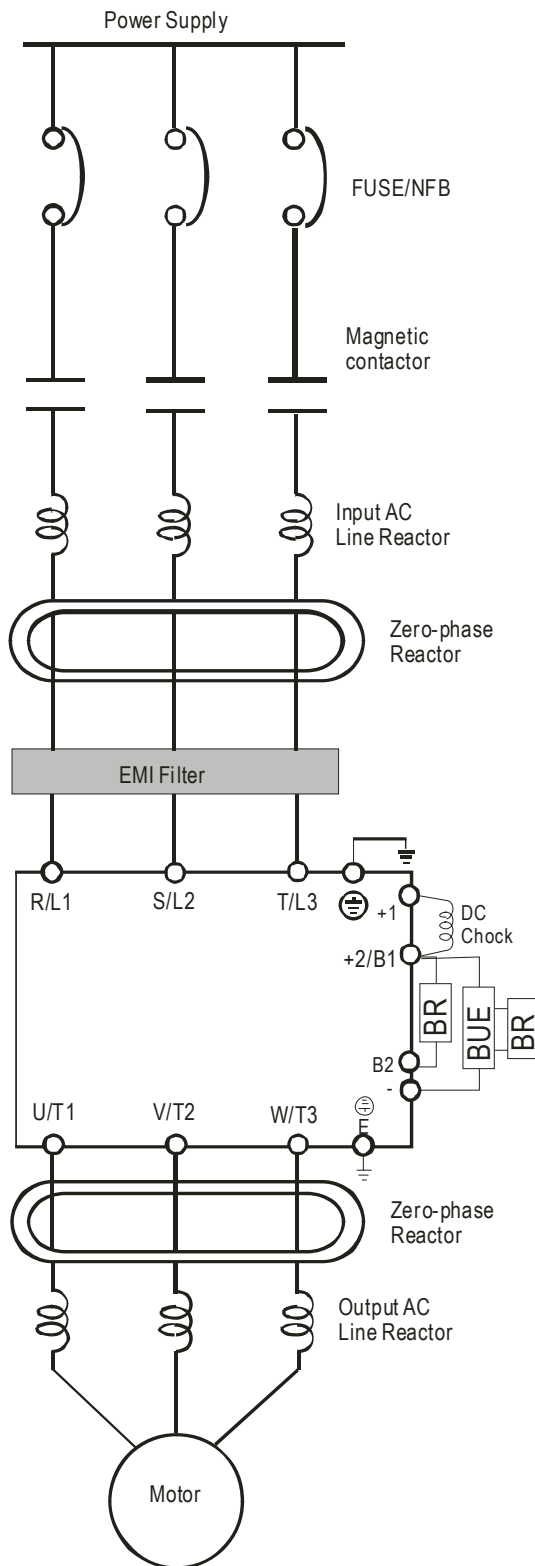 Power Supply
FUSE/NFB
Magnetic
contactor
Input AC
Line Reactor
Zero-phase
Reactor
EMI Filter
R/L1
S/L2
T/L3
+1
DC
Chock
+2/B1
BR
BUE
BR
B2
-
U/T1
V/T2
W/T3
E
Zero-phase
Reactor
Output AC
Line Reactor
Motor